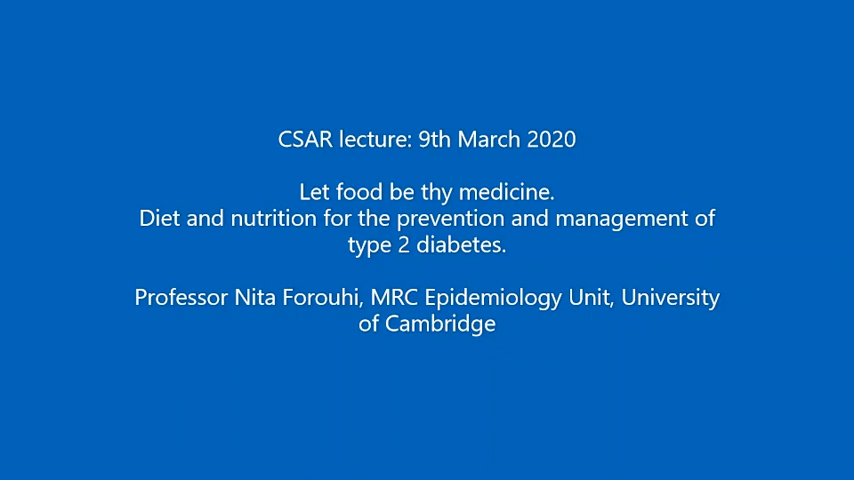 CSAR lecture: 9th March 2020
Let food be thy medicine.
Diet and nutrition for the prevention and management of
type 2 diabetes.
Professor Nita Forouhi, MRC Epidemiology Unit, University
of Cambridge